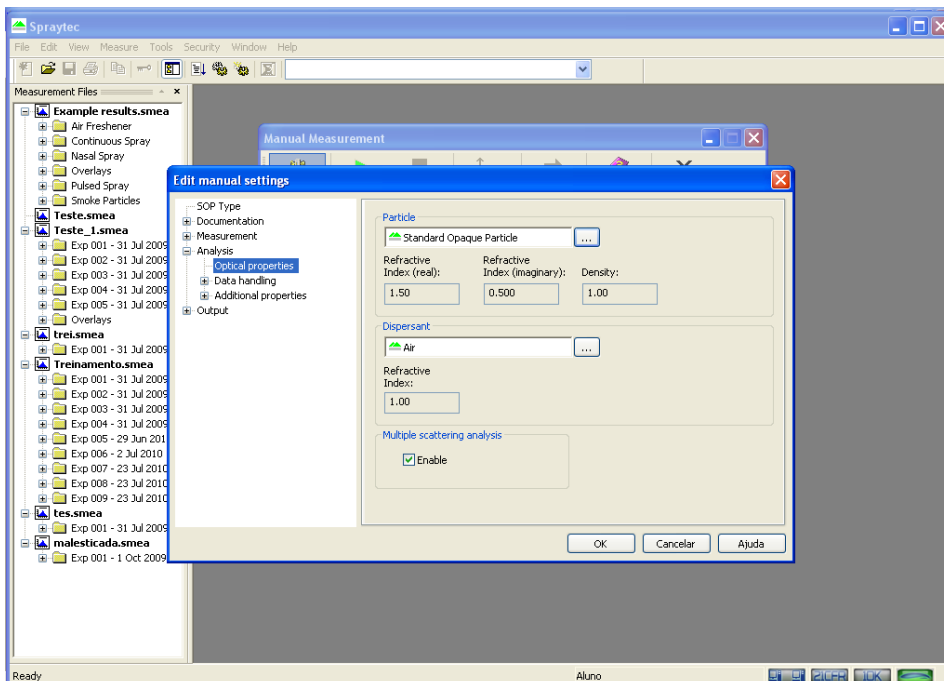 Spraytec
File Edit View Measure Tools Security Window Help
Measurement Files
Example results.smea
Air Freshener
Continuous Spray
Nasal Spray
Overlays
Pulsed Spray
Smoke Particles
Teste.smea
Teste_1.smea
Exp 001 - 31 Jul 2009
Exp 002 - 31 Jul 2009
Exp 003 - 31 Jul 2009
Exp 004 - 31 Jul 2009
Exp 005 - 31 Jul 2009
Overlays
trei.smea
Exp 001 - 31 Jul 2009
Treinamento.smea
Exp 001 - 31 Jul 2009
Exp 002 - 31 Jul 2009
Exp 003 - 31 Jul 2009
Exp 004 - 31 Jul 2009
Exp 005 - 29 Jun 201
Exp 006 - 2 Jul 2010
Exp 007 - 23 Jul 2010
Exp 008 - 23 Jul 2010
Exp 009 - 23 Jul 2010
tes.smea
Exp 001 - 31 Jul 2009
malesticada.smea
Exp 001 - 1 Oct 2009
Manual Measurement
Edit manual settings
SOP Type
Documentation
Measurement
Analysis
Optical properties
Data handling
Additional properties
Output
Particle
Standard Opaque Particle
...
Refractive Refractive
Index (real): Index (imaginary): Density:
1.50 0.500 1.00
Dispersant
Air
...
Refractive
Index:
1.00
Multiple scattering analysis
Enable
OK Cancelar Ajuda
Ready Aluno